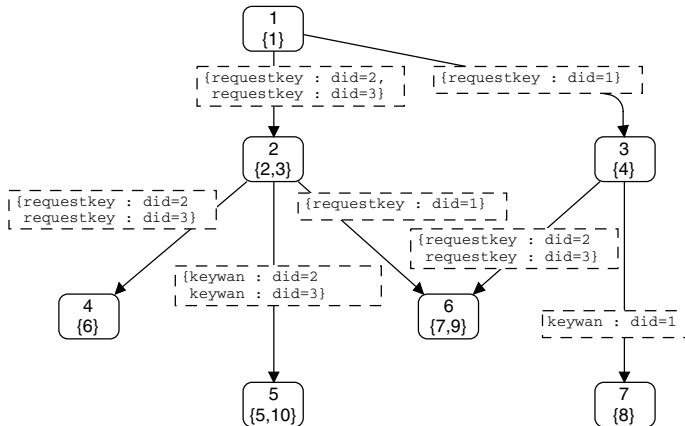 1
{1}
{requestkey : did=2,
requestkey : did=3}
{requestkey : did=1}
2
{2,3}
3
{4}
{requestkey : did=2
requestkey : did=3}
{requestkey : did=1}
{requestkey : did=2
requestkey : did=3}
{keywan : did=2
keywan : did=3}
4
{6}
6
{7,9}
keywan : did=1
5
{5,10}
7
{8}